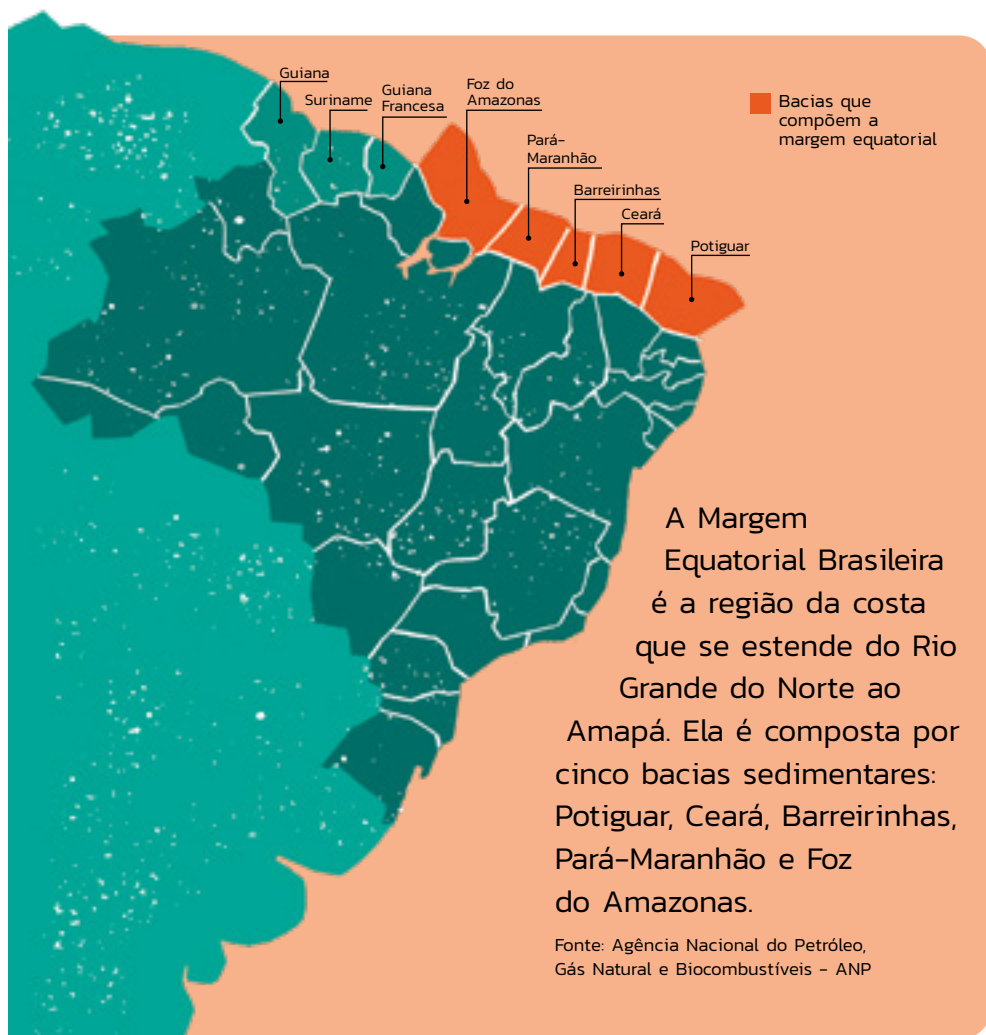 Guiana
Suriname
Guiana
Francesa
Foz do
Amazonas
Pará-
Maranhão
Barreirinhas
Ceará
Potiguar
Bacias que
compõem a
margem equatorial
A Margem
Equatorial Brasileira
é a região da costa
que se estende do Rio
Grande do Norte ao
Amapá. Ela é composta por
cinco bacias sedimentares:
Potiguar, Ceará, Barreirinhas,
Pará-Maranhão e Foz
do Amazonas.
Fonte: Agência Nacional do Petróleo,
Gás Natural e Biocombustíveis - ANP